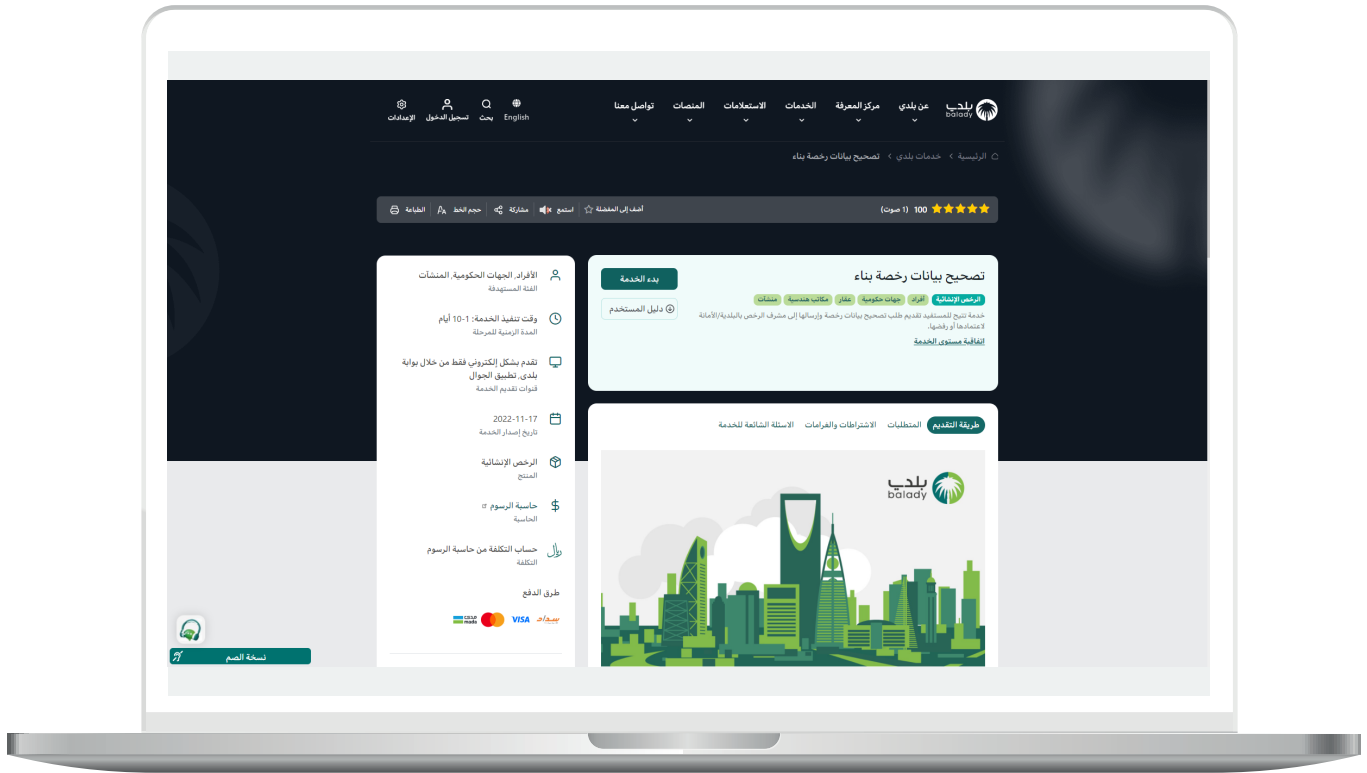 بلدي
balady
عن بلدي
مركز المعرفة
الخدمات
الاستعلامات
المنصات
تواصل معنا
English
بحث
تسجيل الدخول
الإعدادات
الرئيسية > خدمات بلدي > تصحيح بيانات رخصة بناء
100 (1 صوت)
أضف إلى المفضلة
استمع
مشاركة
حجم الخط
الطباعة
تصحيح بيانات رخصة بناء
بدء الخدمة
الرخص الإنشائية أفراد جهات حكومية عقار مكاتب هندسية منشآت
دليل المستخدم
خدمة تتيح للمستفيد تقديم طلب تصحيح بيانات رخصة وإرسالها إلى مشرف الرخص بالبلدية/الأمانة
لاعتمادها أو رفضها.
اتفاقية مستوى الخدمة
طريقة التقديم
المتطلبات
الاشتراطات والغرامات
الاسئلة الشائعة للخدمة
بلدي
balady
الأفراد, الجهات الحكومية, المنشآت
الفئة المستهدفة
وقت تنفيذ الخدمة: 1-10 أيام
المدة الزمنية للمرحلة
تقدم بشكل إلكتروني فقط من خلال بوابة
بلدي, تطبيق الجوال
قنوات تقديم الخدمة
2022-11-17
تاريخ إصدار الخدمة
الرخص الإنشائية
المنتج
حاسبة الرسوم
الحاسبة
حساب التكلفة من حاسبة الرسوم
التكلفة
طرق الدفع
سداد
VISA
مدى
mada
نسخة الصم